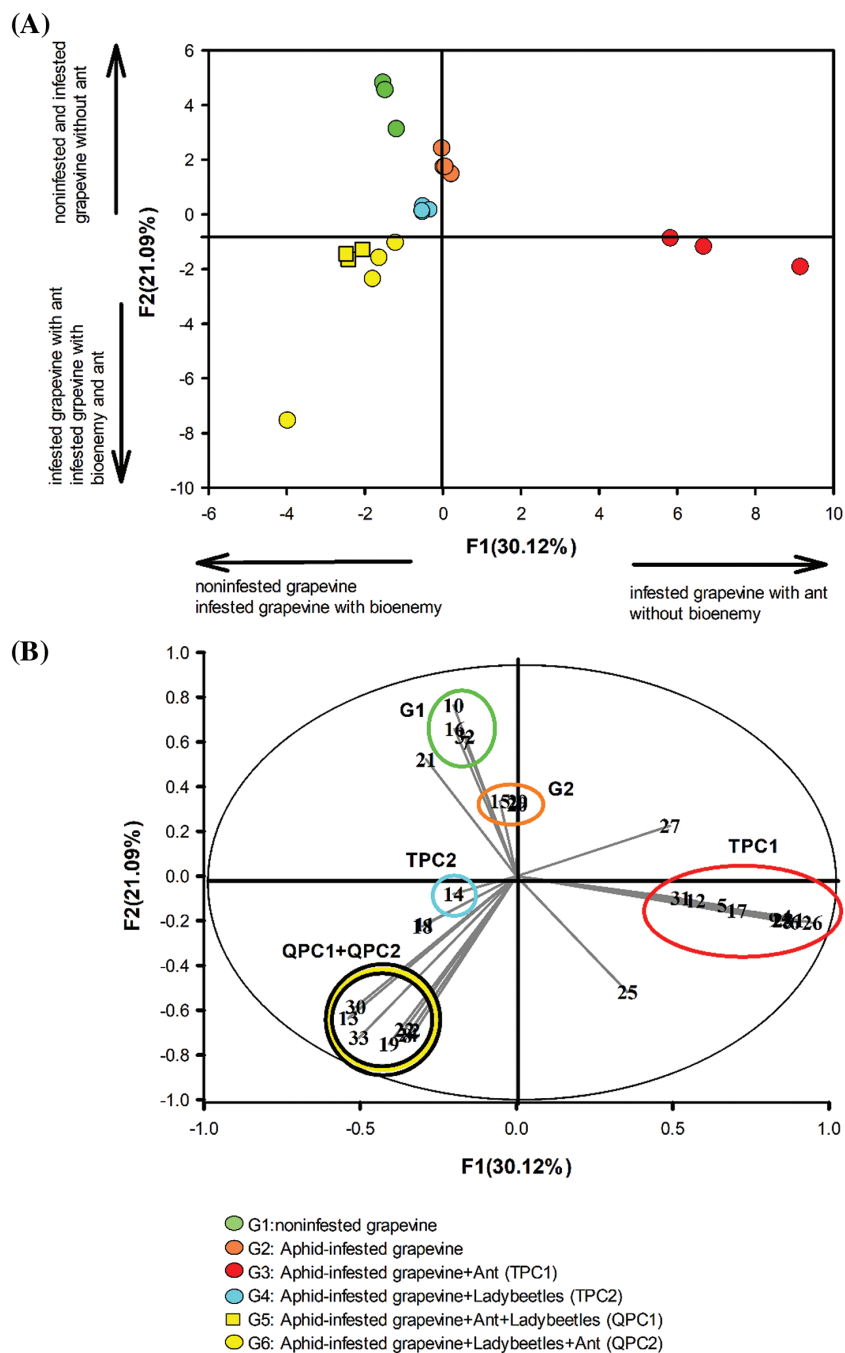 (A)
noninfested and infested
grapevine without ant
infested grapevine with ant
infested grpevine with
bioenemy and ant
F2(21.09%)
6
4
2
0
-2
-4
-6
-8
-10
-6
-4
-2
0
2
4
6
8
10
F1(30.12%)
noninfested grapevine
infested grapevine with bioenemy
infested grapevine with ant
without bioenemy
(B)
F2(21.09%)
1.0
0.8
0.6
0.4
0.2
0.0
-0.2
-0.4
-0.6
-0.8
-1.0
G1
10
16
32
21
G2
15
20
27
TPC1
TPC2
14
31
12
5
17
4
26
18
QPC1+QPC2
25
30
13
33
22
19
-1.0
-0.5
0.0
0.5
1.0
F1(30.12%)
G1:noninfested grapevine
G2: Aphid-infested grapevine
G3: Aphid-infested grapevine+Ant (TPC1)
G4: Aphid-infested grapevine+Ladybeetles (TPC2)
G5: Aphid-infested grapevine+Ant+Ladybeetles (QPC1)
G6: Aphid-infested grapevine+Ladybeetles+Ant (QPC2)